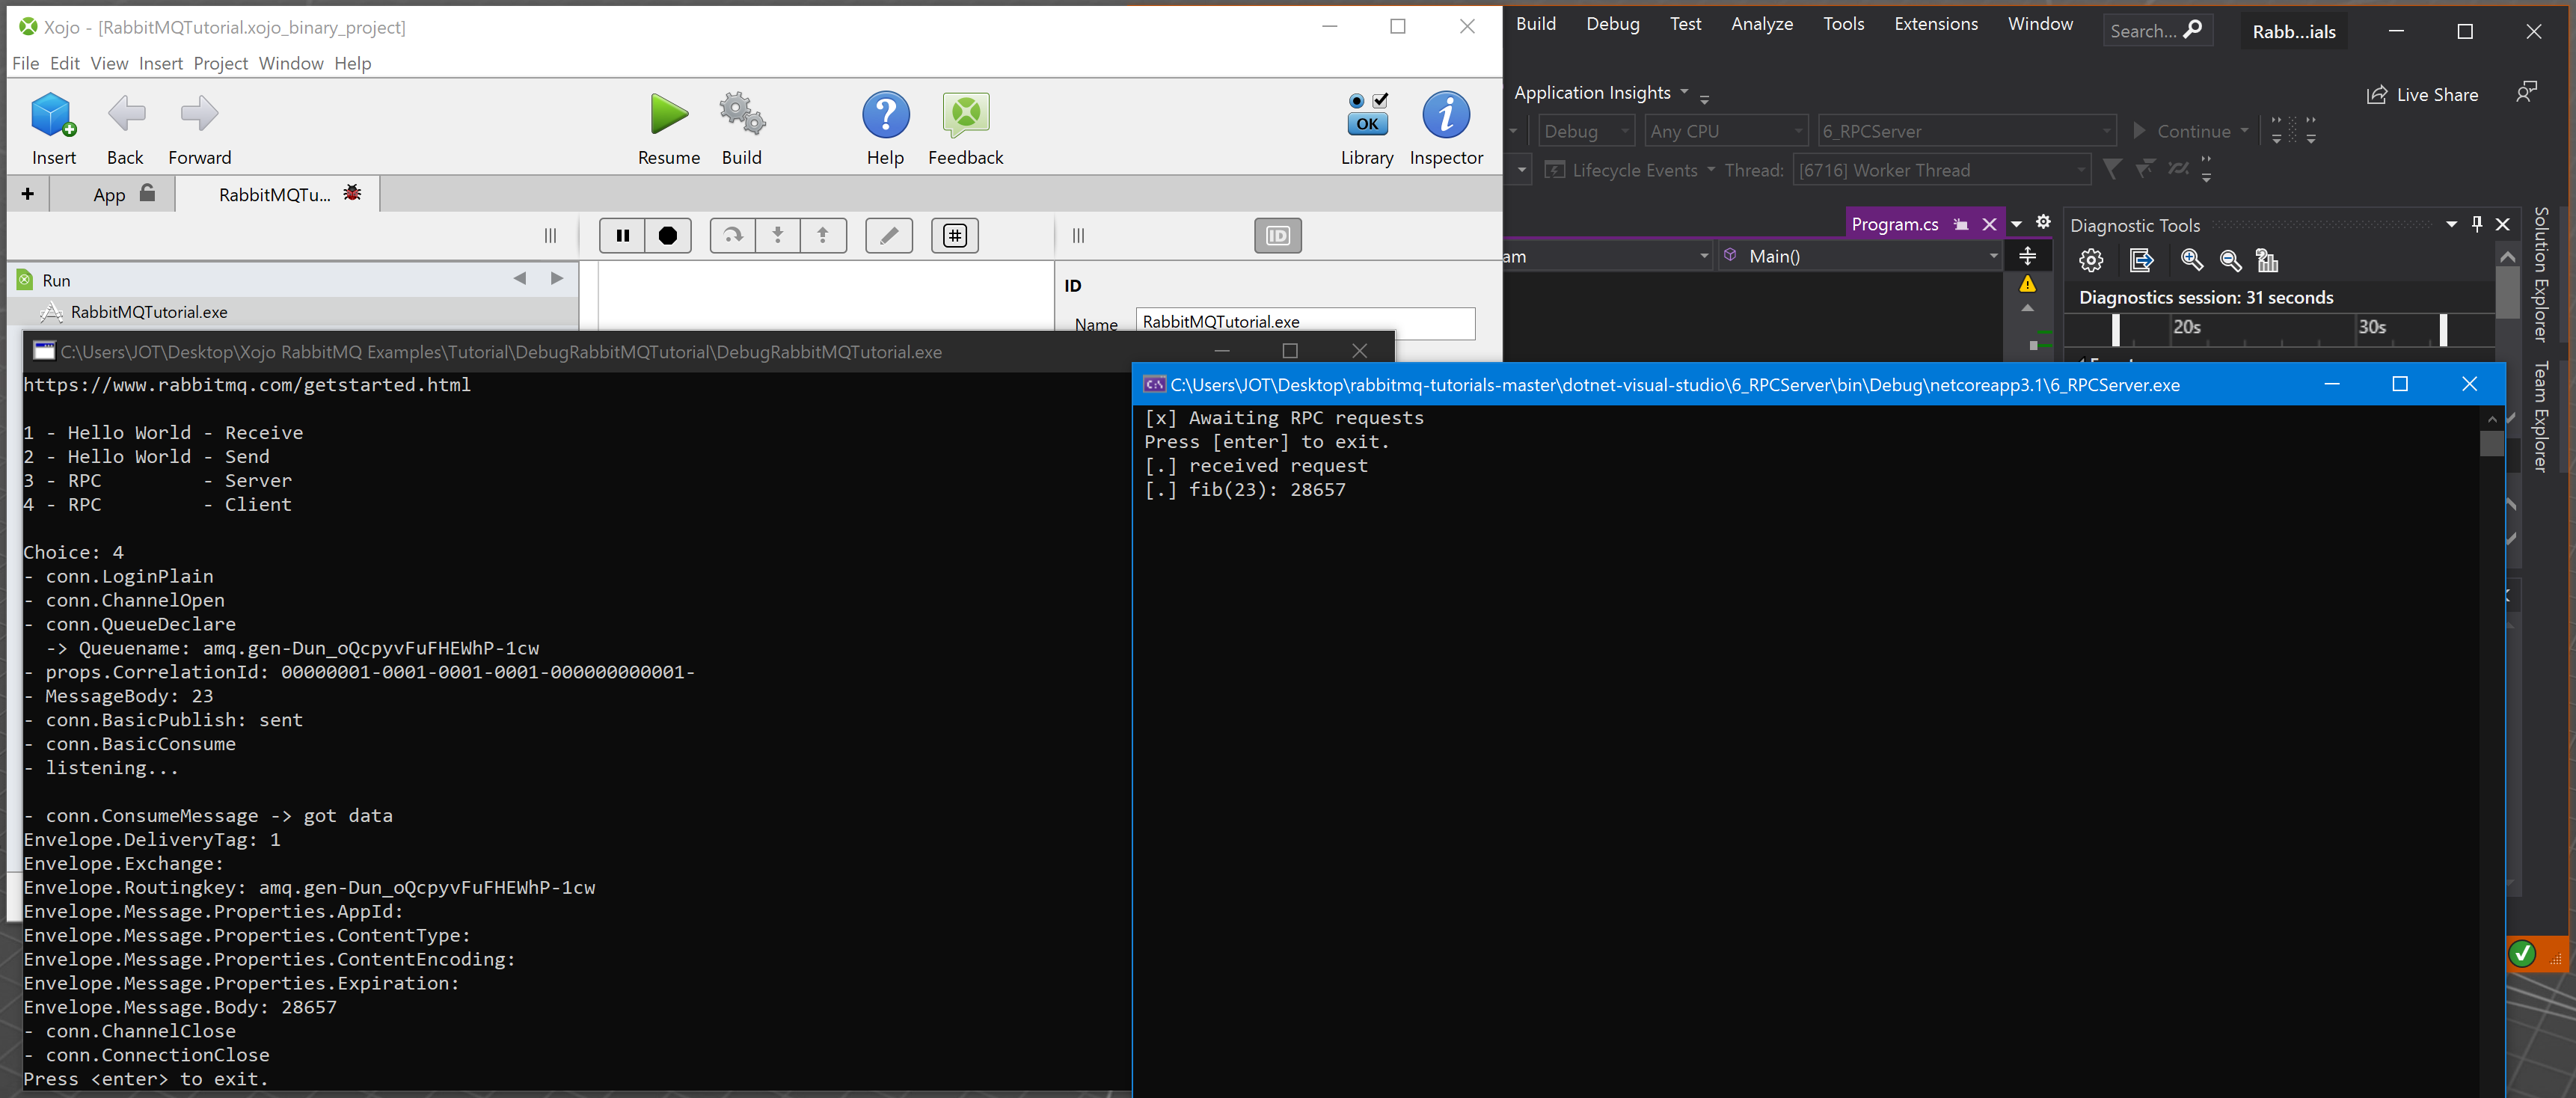 Xojo - [RabbitMQTutorial.xojo_binary_project]
File Edit View Insert Project Window Help
Insert Back Forward Resume Build Help Feedback OK Library Inspector
+ App RabbitMQTu...
ID
Run
RabbitMQTutorial.exe
ID
Name RabbitMQTutorial.exe
Build Debug Test Analyze Tools Extensions Window Search... Rabb...ials
Application Insights Live Share
Debug Any CPU 6_RPCServer Continue
Lifecycle Events Thread: [6716] Worker Thread
Program.cs
am Main()
Diagnostic Tools
Diagnostics session: 31 seconds
20s 30s
Solution Explorer
Team Explorer
C:\Users\JOT\Desktop\Xojo RabbitMQ Examples\Tutorial\DebugRabbitMQTutorial\DebugRabbitMQTutorial.exe
https://www.rabbitmq.com/getstarted.html
1 - Hello World - Receive
2 - Hello World - Send
3 - RPC         - Server
4 - RPC         - Client
Choice: 4
- conn.LoginPlain
- conn.ChannelOpen
- conn.QueueDeclare
  -> Queuename: amq.gen-Dun_oQcpyvFuFHEWhP-1cw
- props.CorrelationId: 00000001-0001-0001-0001-000000000001-
- MessageBody: 23
- conn.BasicPublish: sent
- conn.BasicConsume
- listening...
- conn.ConsumeMessage -> got data
Envelope.DeliveryTag: 1
Envelope.Exchange:
Envelope.Routingkey: amq.gen-Dun_oQcpyvFuFHEWhP-1cw
Envelope.Message.Properties.AppId:
Envelope.Message.Properties.ContentType:
Envelope.Message.Properties.ContentEncoding:
Envelope.Message.Properties.Expiration:
Envelope.Message.Body: 28657
- conn.ChannelClose
- conn.ConnectionClose
Press <enter> to exit.
C:\Users\JOT\Desktop\rabbitmq-tutorials-master\dotnet-visual-studio\6_RPCServer\bin\Debug\netcoreapp3.1\6_RPCServer.exe
[x] Awaiting RPC requests
Press [enter] to exit.
[.] received request
[.] fib(23): 28657